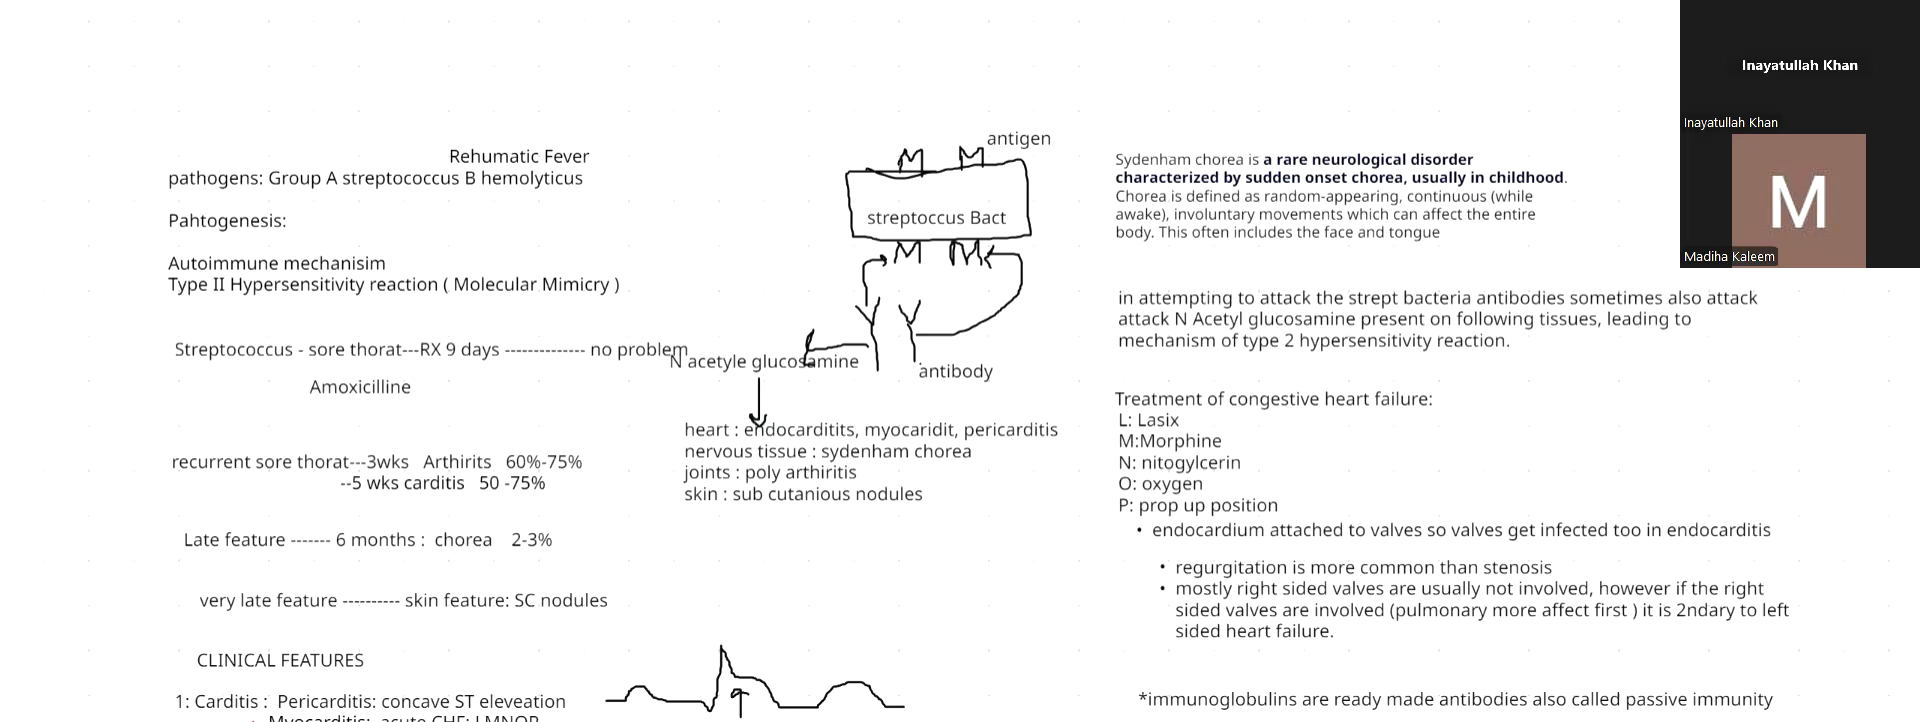 Rehumatic Fever
pathogens: Group A streptococcus B hemolyticus
Pahtogenesis:
Autoimmune mechanisim
Type II Hypersensitivity reaction ( Molecular Mimicry )
Streptococcus - sore thorat---RX 9 days -------------- no problem
Amoxicilline
recurrent sore thorat---3wks Arthirits 60%-75%
--5 wks carditis 50 -75%
Late feature ------- 6 months : chorea 2-3%
very late feature ---------- skin feature: SC nodules
CLINICAL FEATURES
1: Carditis : Pericarditis: concave ST eleveation
Myocarditis: acute CHF: LMNOP
M M
antigen
streptoccus Bact
M M
N acetyle glucosamine
antibody
heart : endocarditits, myocaridit, pericarditis
nervous tissue : sydenham chorea
joints : poly arthiritis
skin : sub cutanious nodules
Sydenham chorea is a rare neurological disorder
characterized by sudden onset chorea, usually in childhood.
Chorea is defined as random-appearing, continuous (while
awake), involuntary movements which can affect the entire
body. This often includes the face and tongue
in attempting to attack the strept bacteria antibodies sometimes also attack
attack N Acetyl glucosamine present on following tissues, leading to
mechanism of type 2 hypersensitivity reaction.
Treatment of congestive heart failure:
L: Lasix
M:Morphine
N: nitogylcerin
O: oxygen
P: prop up position
• endocardium attached to valves so valves get infected too in endocarditis
• regurgitation is more common than stenosis
• mostly right sided valves are usually not involved, however if the right
sided valves are involved (pulmonary more affect first ) it is 2ndary to left
sided heart failure.
*immunoglobulins are ready made antibodies also called passive immunity
Inayatullah Khan
Inayatullah Khan
M
Madiha Kaleem